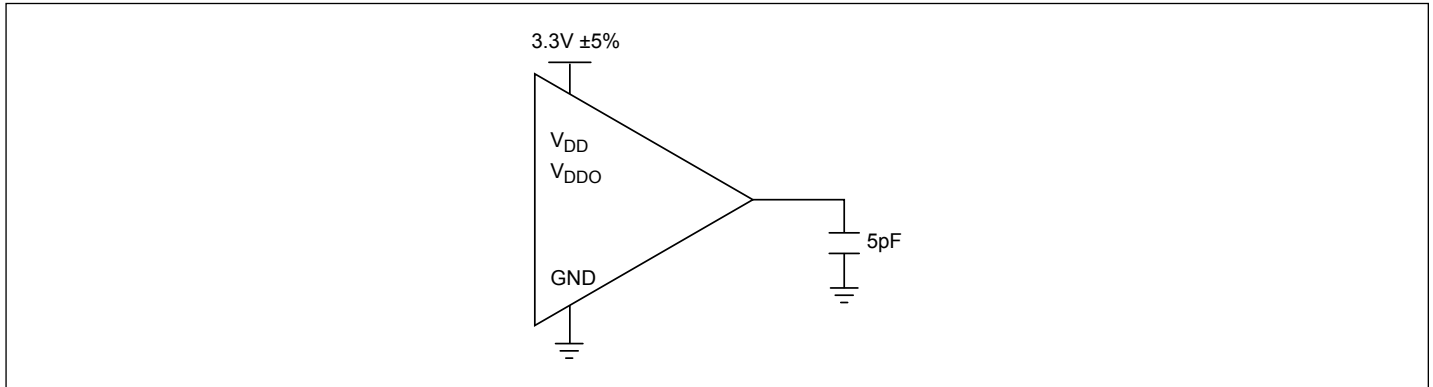 3.3V ±5%
V_DD
V_DDO
5pF
GND